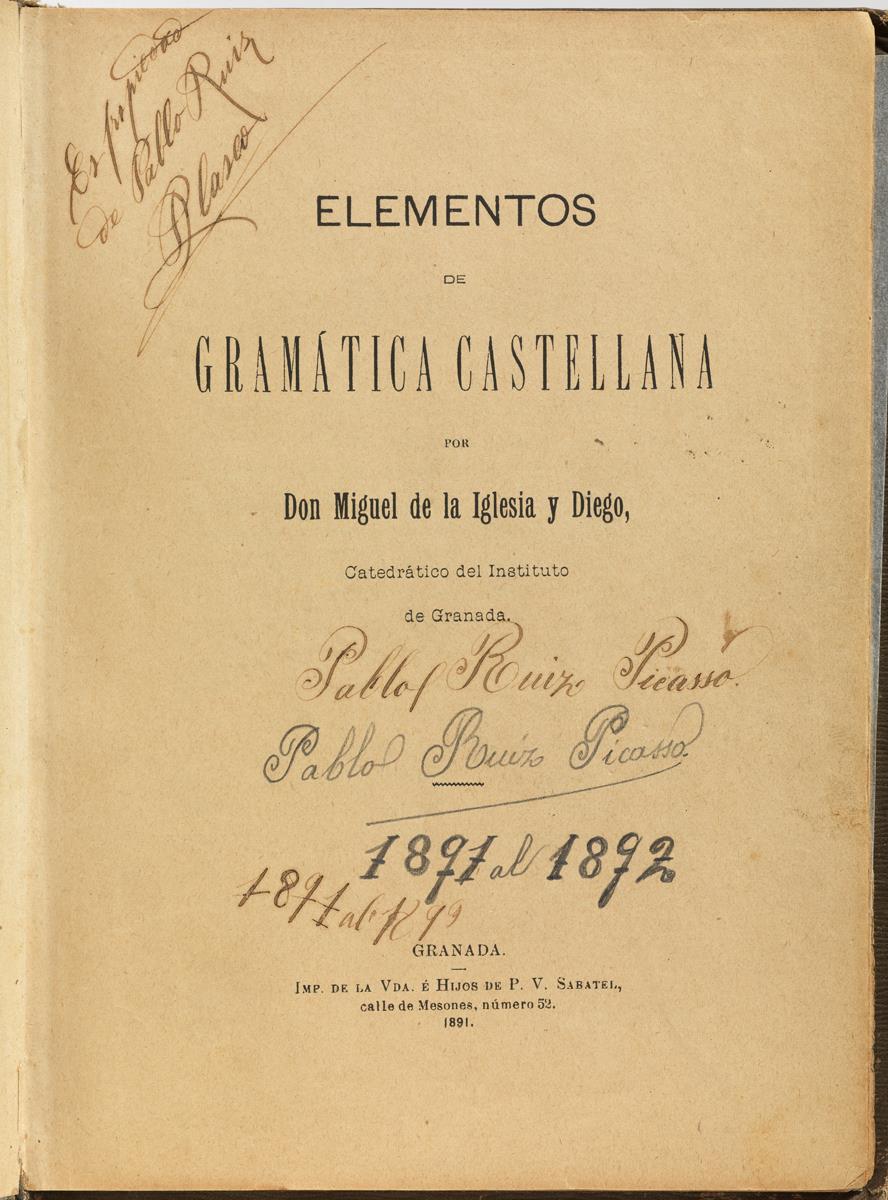 Es propiedad
de Pablo Ruiz
Blasco
ELEMENTOS
DE
GRAMÁTICA CASTELLANA
POR
Don Miguel de la Iglesia y Diego,
Catedrático del Instituto
de Granada.
Pablo Ruiz Picasso.
Pablo Ruiz Picasso.
1891 al 1892
1891 al
GRANADA.
IMP. DE LA VDA. É HIJOS DE P. V. SABATEL,
calle de Mesones, número 52.
1891.